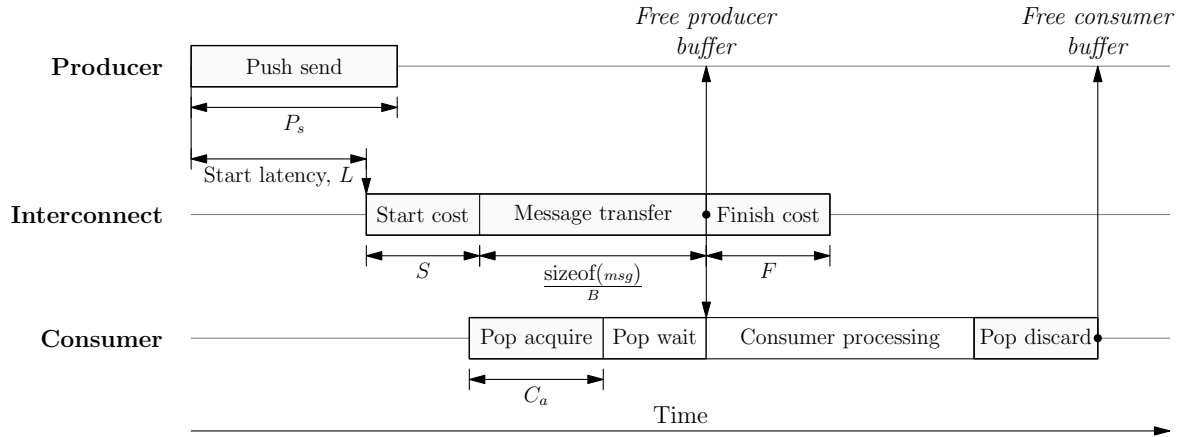 Free producer
buffer
Free consumer
buffer
Producer
Push send
P_s
Start latency, L
Interconnect
Start cost
Message transfer
Finish cost
S
sizeof(msg)
B
F
Consumer
Pop acquire
Pop wait
Consumer processing
Pop discard
C_a
Time